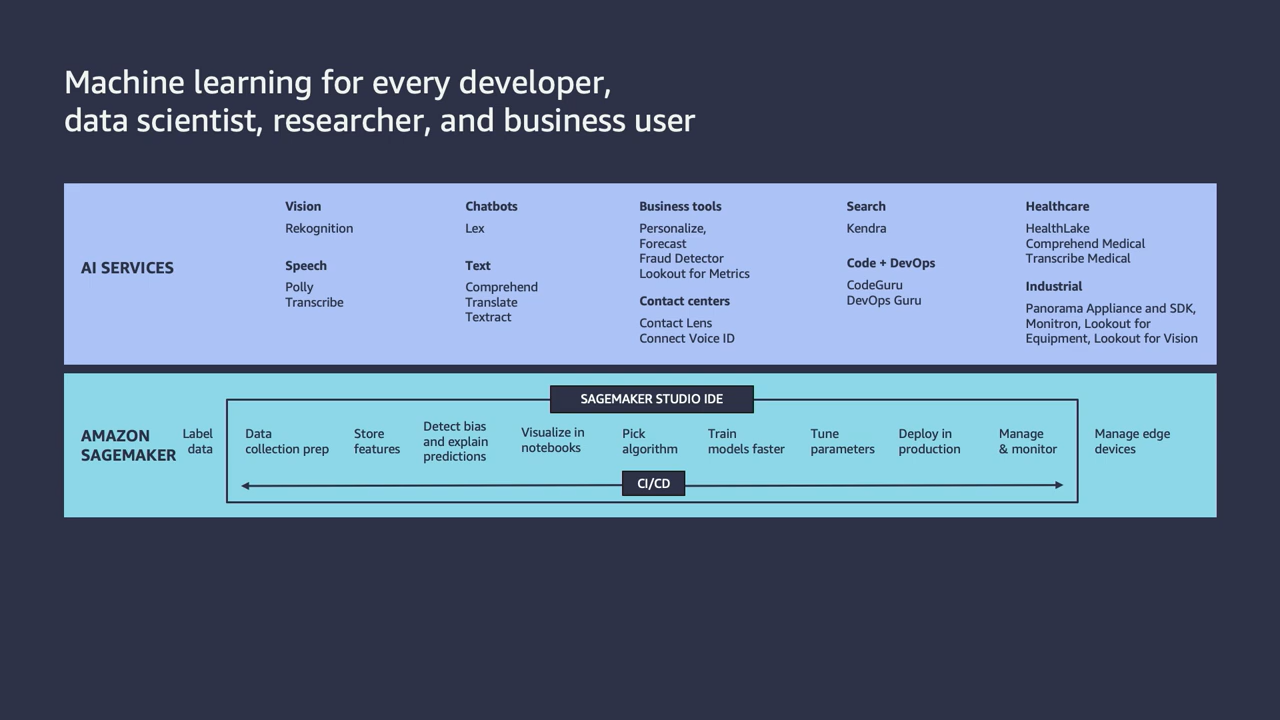 Machine learning for every developer,
data scientist, researcher, and business user
AI SERVICES
Vision
Rekognition
Speech
Polly
Transcribe
Chatbots
Lex
Text
Comprehend
Translate
Textract
Business tools
Personalize,
Forecast
Fraud Detector
Lookout for Metrics
Contact centers
Contact Lens
Connect Voice ID
Search
Kendra
Code + DevOps
CodeGuru
DevOps Guru
Healthcare
HealthLake
Comprehend Medical
Transcribe Medical
Industrial
Panorama Appliance and SDK,
Monitron, Lookout for
Equipment, Lookout for Vision
AMAZON
SAGEMAKER
Label
data
SAGEMAKER STUDIO IDE
Data
collection prep
Store
features
Detect bias
and explain
predictions
Visualize in
notebooks
Pick
algorithm
Train
models faster
Tune
parameters
Deploy in
production
Manage
& monitor
CI/CD
Manage edge
devices